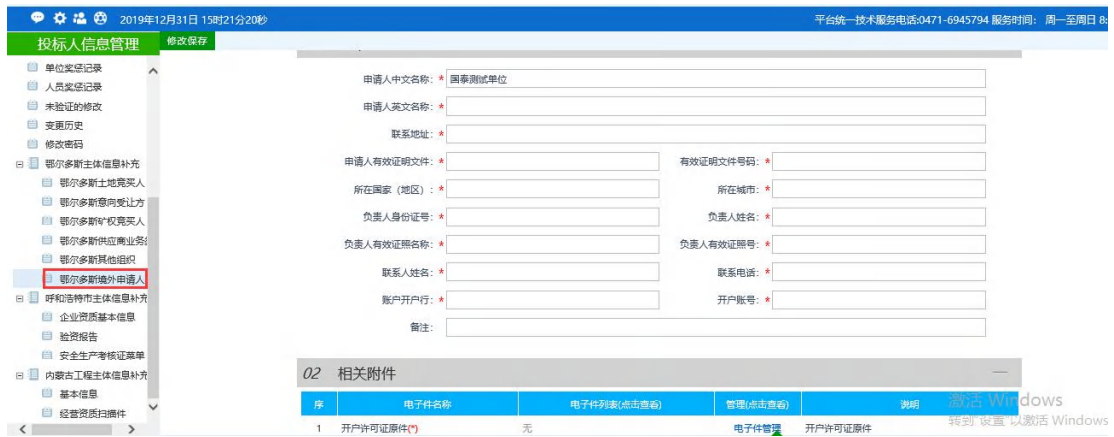 2019年12月31日 15时21分20秒
平台统一技术服务电话:0471-6945794 服务时间: 周一至周日 8:
投标人信息管理
修改保存
单位奖惩记录
人员奖惩记录
未验证的修改
变更历史
修改密码
鄂尔多斯主体信息补充
鄂尔多斯土地竞买人
鄂尔多斯意向受让方
鄂尔多斯矿权竞买人
鄂尔多斯供应商业务
鄂尔多斯其他组织
鄂尔多斯境外申请人
呼和浩特市主体信息补充
企业资质基本信息
验资报告
安全生产考核证菜单
内蒙古工程主体信息补充
基本信息
经营资质扫描件
申请人中文名称: * 国泰测试单位
申请人英文名称: *
联系地址: *
申请人有效证明文件: * 有效证明文件号码: *
所在国家(地区): * 所在城市: *
负责人身份证号: * 负责人姓名: *
负责人有效证照名称: * 负责人有效证照号: *
联系人姓名: * 联系电话: *
账户开户行: * 开户账号: *
备注:
02 相关附件
序 电子件名称 电子件列表(点击查看) 管理(点击查看) 说明
1 开户许可证原件(*) 无 电子件管理 开户许可证原件
激活 Windows
转到"设置"以激活 Windows